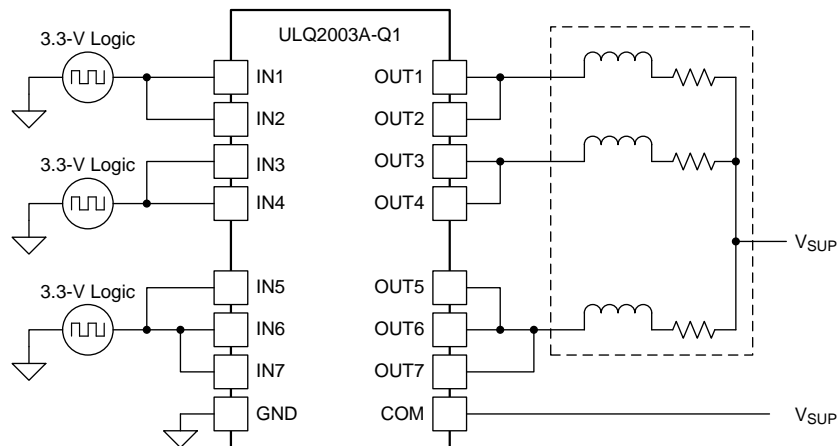 ULQ2003A-Q1
3.3-V Logic
IN1
OUT1
IN2
OUT2
3.3-V Logic
IN3
OUT3
IN4
OUT4
3.3-V Logic
IN5
OUT5
IN6
OUT6
IN7
OUT7
GND
COM
VSUP
VSUP